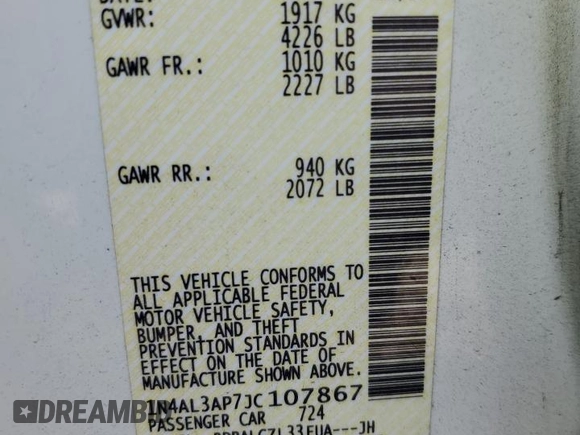 GVWR: 1917 KG
4226 LB
GAWR FR.: 1010 KG
2227 LB
GAWR RR.: 940 KG
2072 LB
THIS VEHICLE CONFORMS TO
ALL APPLICABLE FEDERAL
MOTOR VEHICLE SAFETY,
BUMPER, AND THEFT
PREVENTION STANDARDS IN
EFFECT ON THE DATE OF
MANUFACTURE SHOWN ABOVE.
1N4AL3AP7JC107867
PASSENGER CAR 724
DREAM